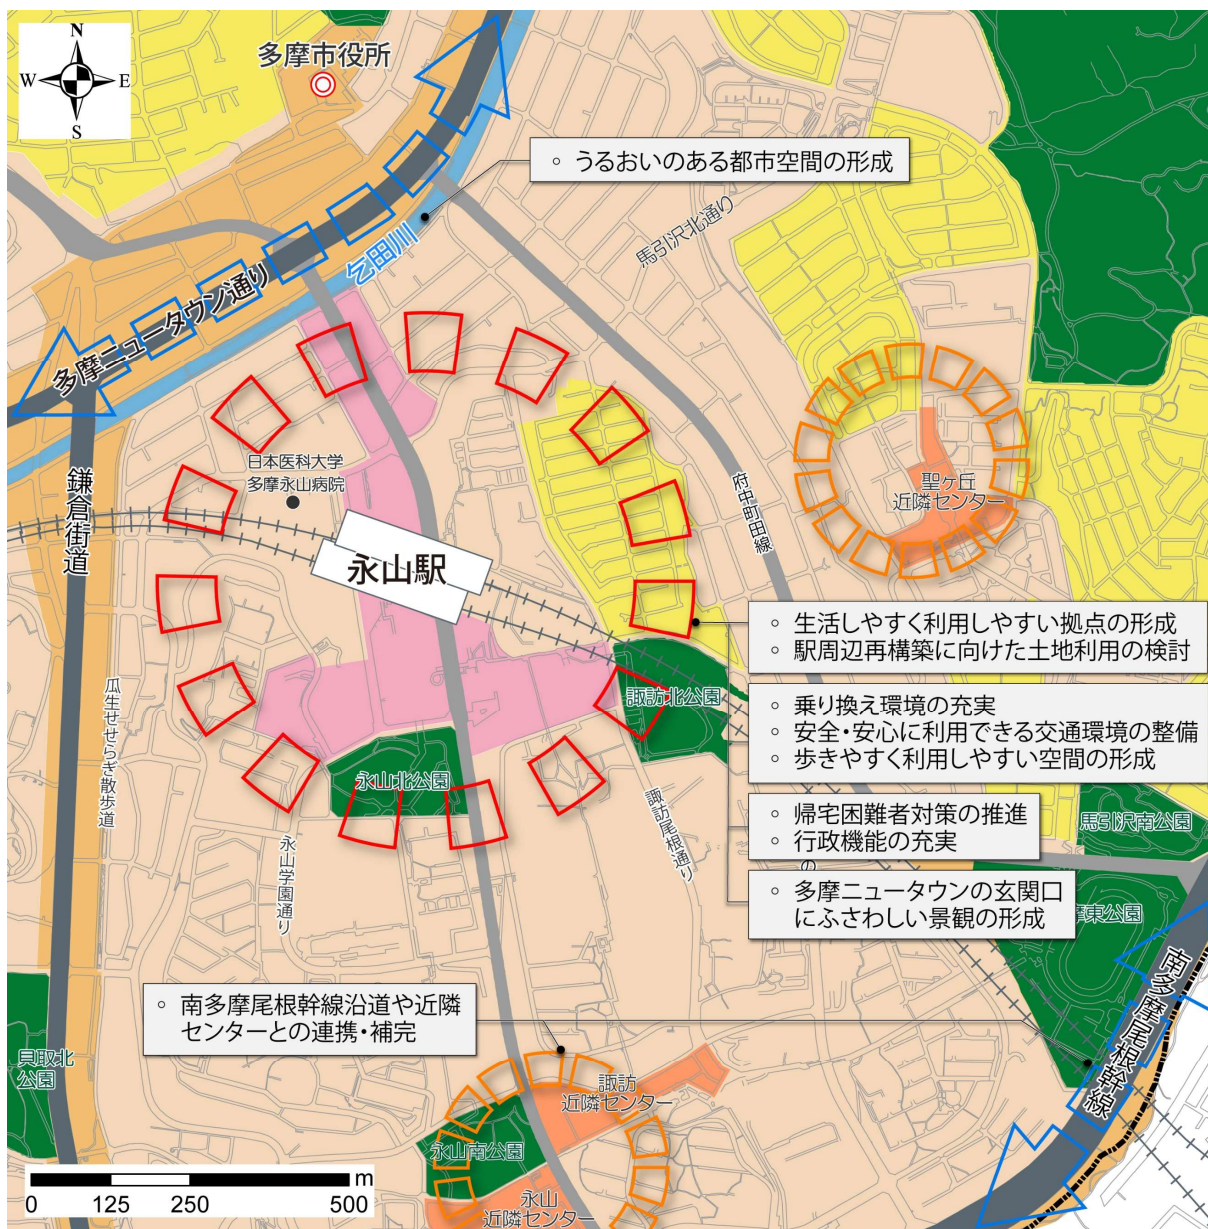 N
W
E
S
多摩市役所
◦ うるおいのある都市空間の形成
馬引沢北通り
乞田川
多摩ニュータウン通り
鎌倉街道
日本医科大学
多摩永山病院
永山駅
府中町田線
聖ヶ丘
近隣センター
◦ 生活しやすく利用しやすい拠点の形成
◦ 駅周辺再構築に向けた土地利用の検討
諏訪北公園
◦ 乗り換え環境の充実
◦ 安全・安心に利用できる交通環境の整備
◦ 歩きやすく利用しやすい空間の形成
瓜生せせらぎ散歩道
永山北公園
諏訪尾根通り
永山学園通り
◦ 帰宅困難者対策の推進
◦ 行政機能の充実
馬引沢南公園
の
◦ 多摩ニュータウンの玄関口
にふさわしい景観の形成
摩東公園
南多摩尾根幹線
◦ 南多摩尾根幹線沿道や近隣
センターとの連携・補完
貝取北
公園
諏訪
近隣センター
永山南公園
永山
近隣センター
m
0 125 250 500